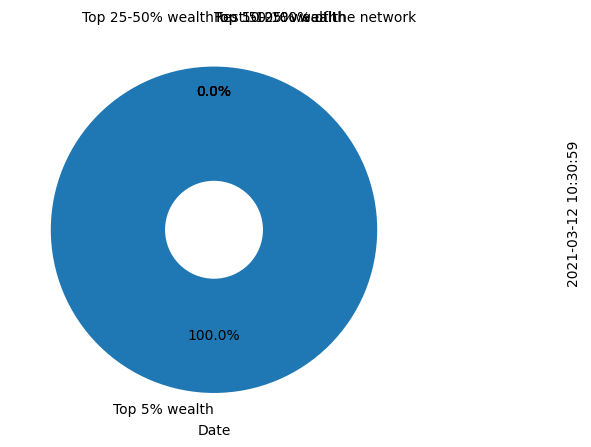 Top 25-50% wealth
the network
0.0%
100.0%
Top 5% wealth
Date
2021-03-12 10:30:59